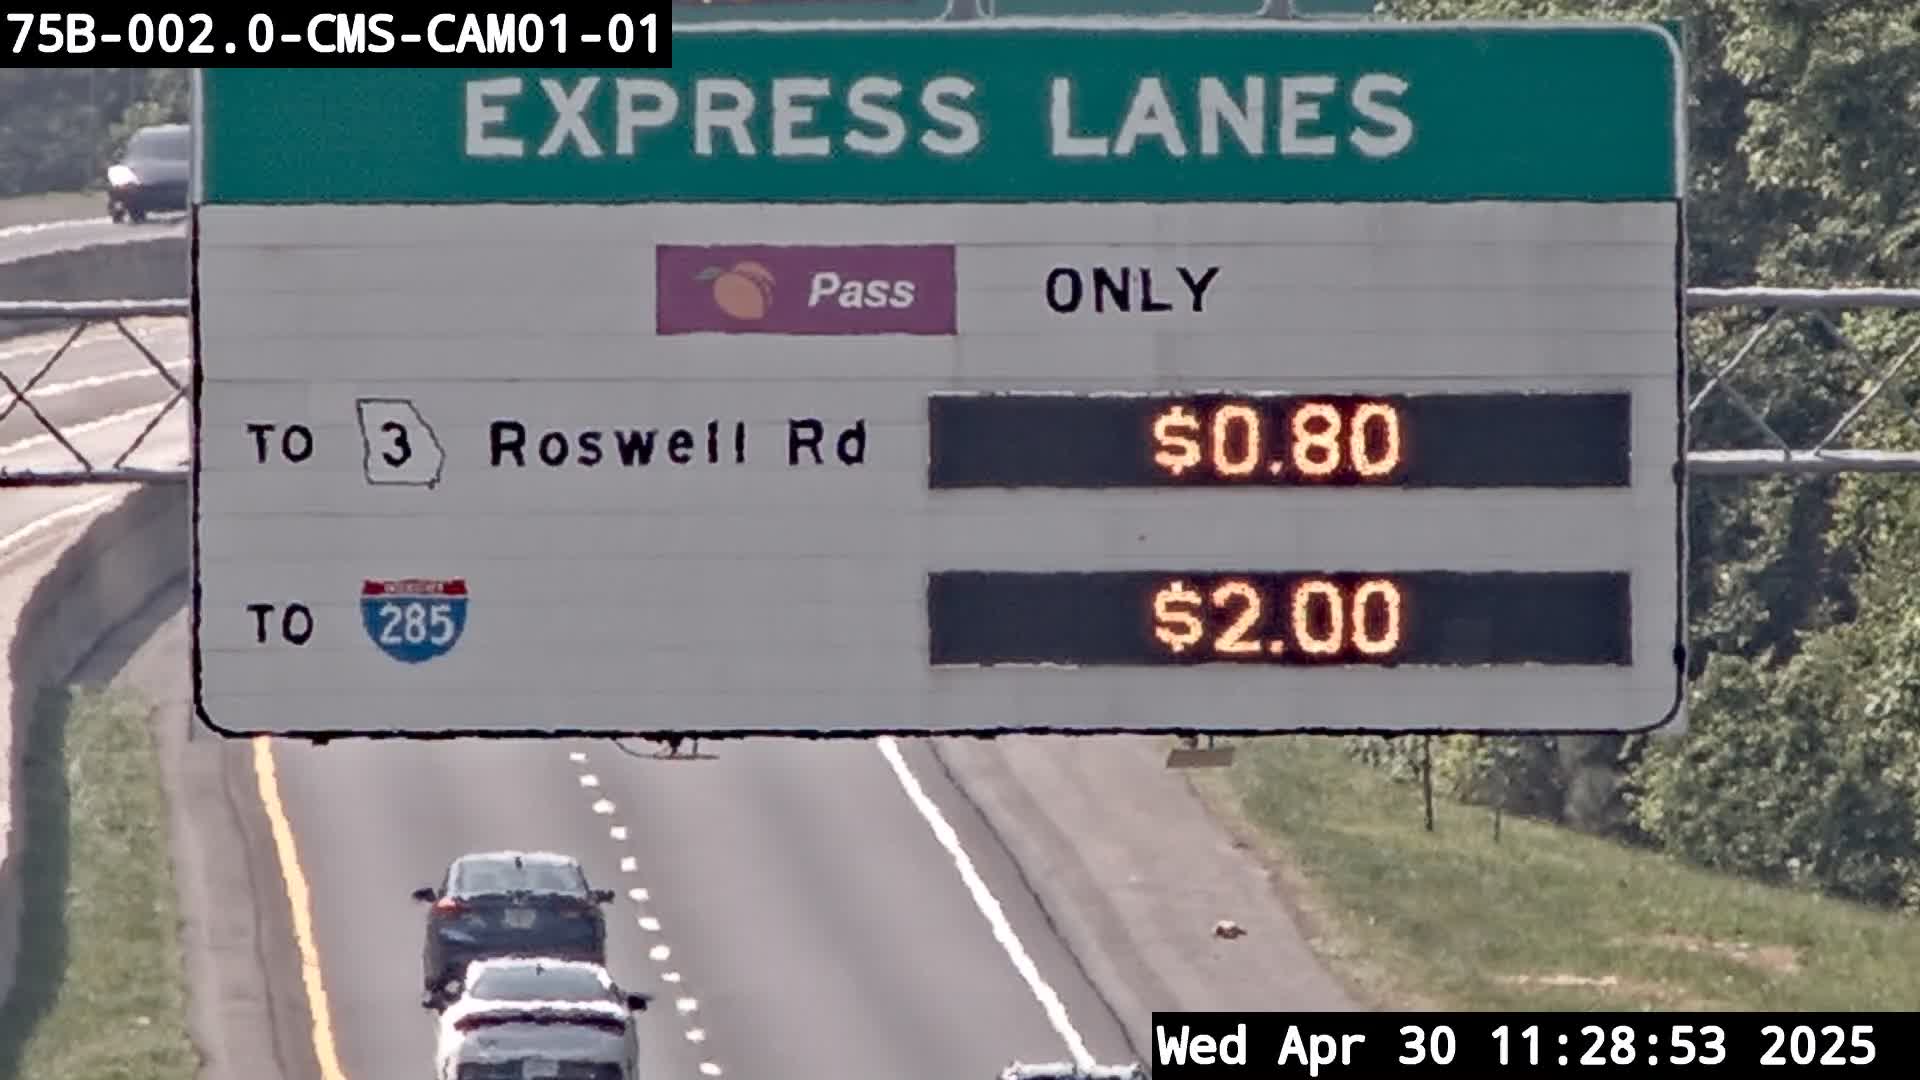 75B-002.0-CMS-CAM01-01
EXPRESS LANES
Pass ONLY
TO 3 Roswell Rd $0.80
TO INTERSTATE 285 $2.00
Wed Apr 30 11:28:53 2025